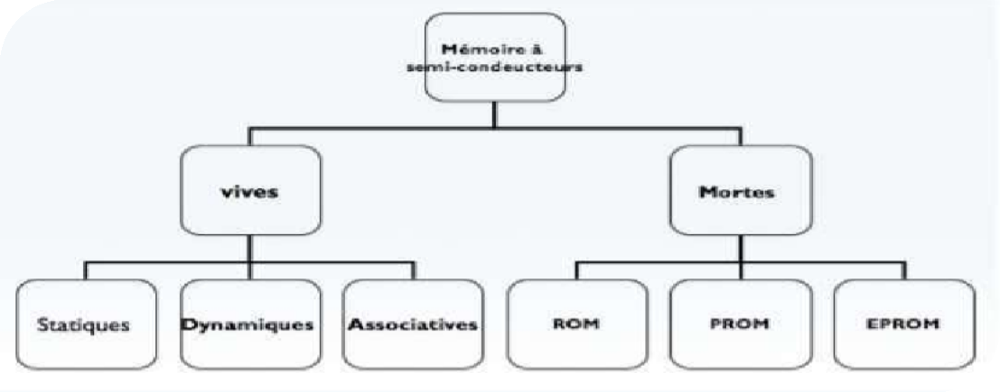 Mémoire à
semi-condeucteurs
vives
Mortes
Statiques
Dynamiques
Associatives
ROM
PROM
EPROM